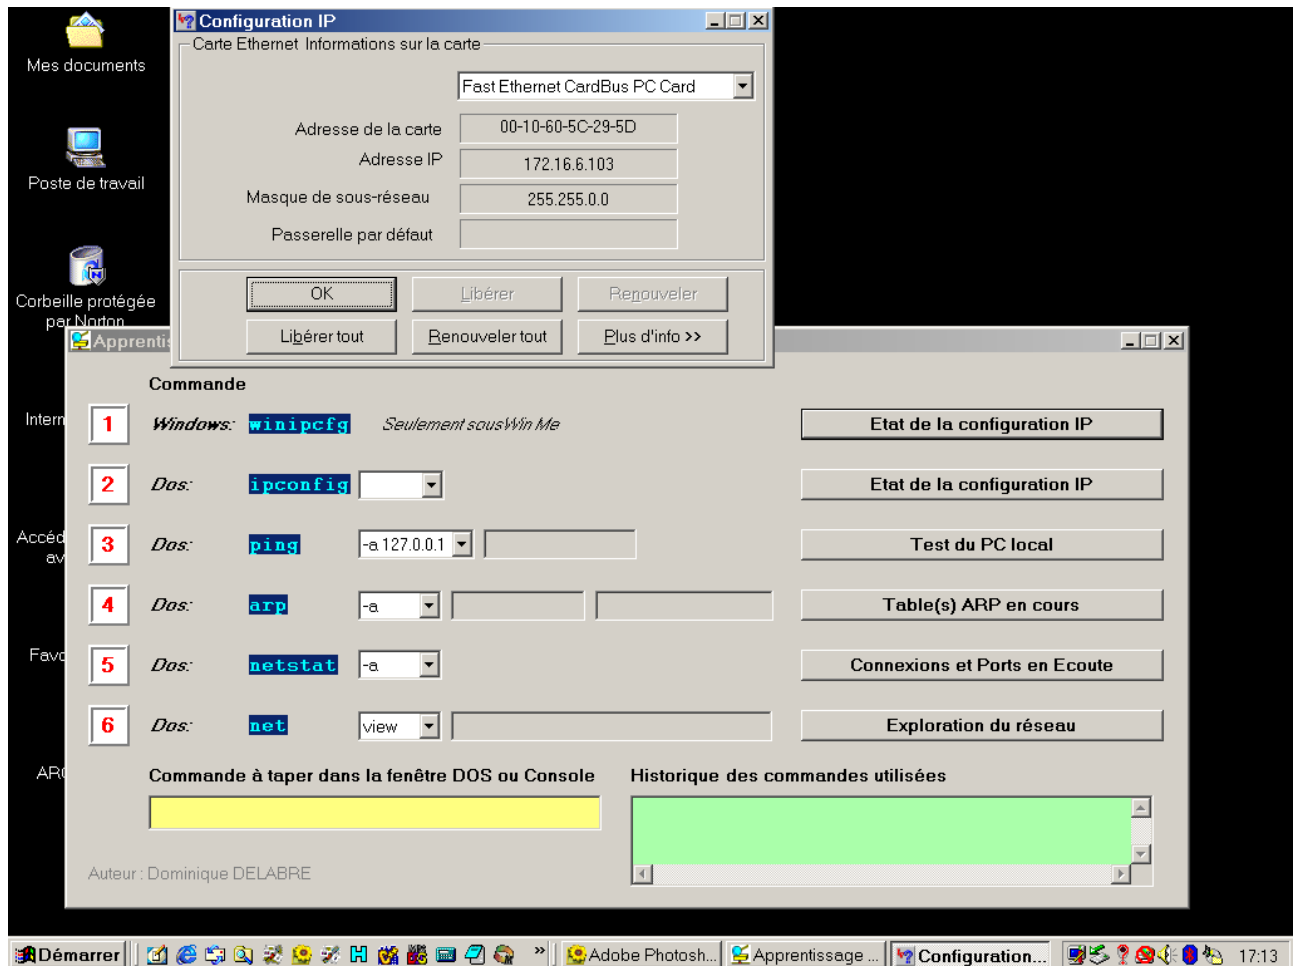 Mes documents
Poste de travail
Corbeille protégée
par Norton
Configuration IP
Carte Ethernet Informations sur la carte
Fast Ethernet CardBus PC Card
Adresse de la carte 00-10-60-5C-29-5D
Adresse IP 172.16.6.103
Masque de sous-réseau 255.255.0.0
Passerelle par défaut
OK Libérer Renouveler
Libérer tout Renouveler tout Plus d'info >>
Apprentis
Commande
Intern
1 Windows: winipcfg Seulement sous Win Me Etat de la configuration IP
2 Dos: ipconfig Etat de la configuration IP
Accéd
av
3 Dos: ping -a 127.0.0.1 Test du PC local
4 Dos: arp -a Table(s) ARP en cours
Favo
5 Dos: netstat -a Connexions et Ports en Ecoute
6 Dos: net view Exploration du réseau
Commande à taper dans la fenêtre DOS ou Console Historique des commandes utilisées
Auteur : Dominique DELABRE
Démarrer » Adobe Photosh... Apprentissage ... Configuration... 17:13